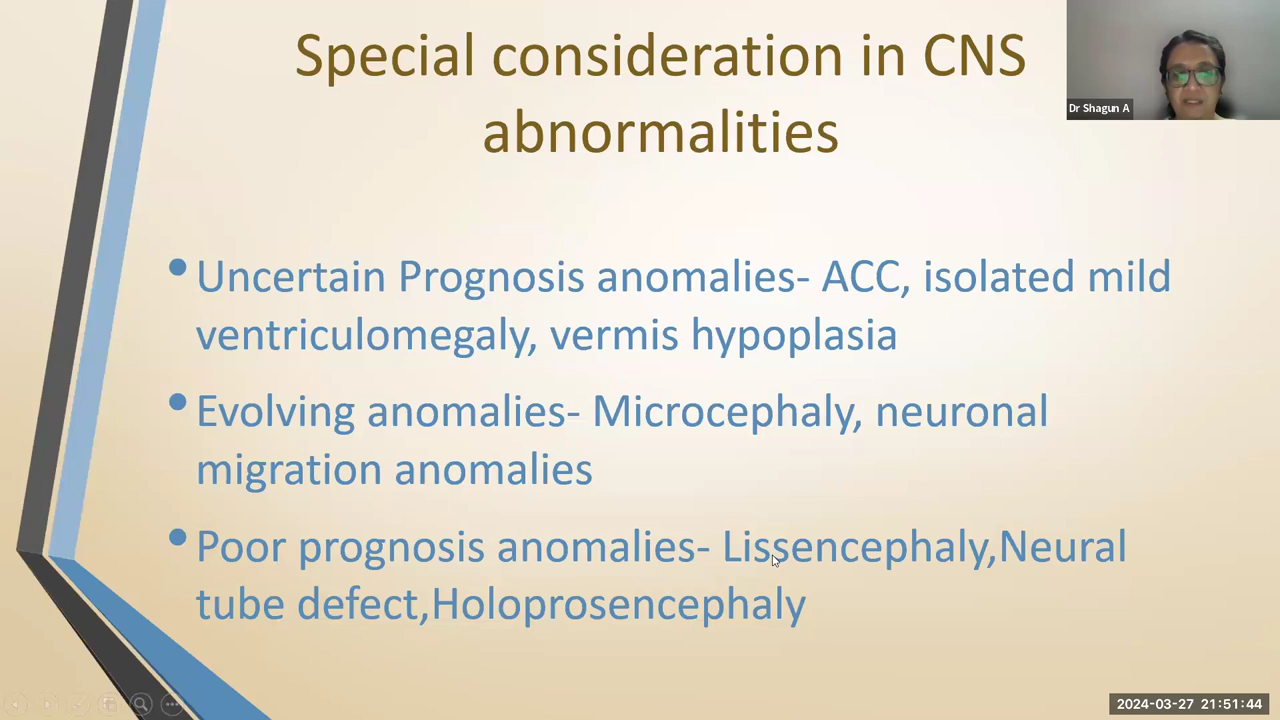 Special consideration in CNS
abnormalities
Dr Shagun A
•Uncertain Prognosis anomalies- ACC, isolated mild
ventriculomegaly, vermis hypoplasia
•Evolving anomalies- Microcephaly, neuronal
migration anomalies
•Poor prognosis anomalies- Lissencephaly,Neural
tube defect,Holoprosencephaly
2024-03-27 21:51:44